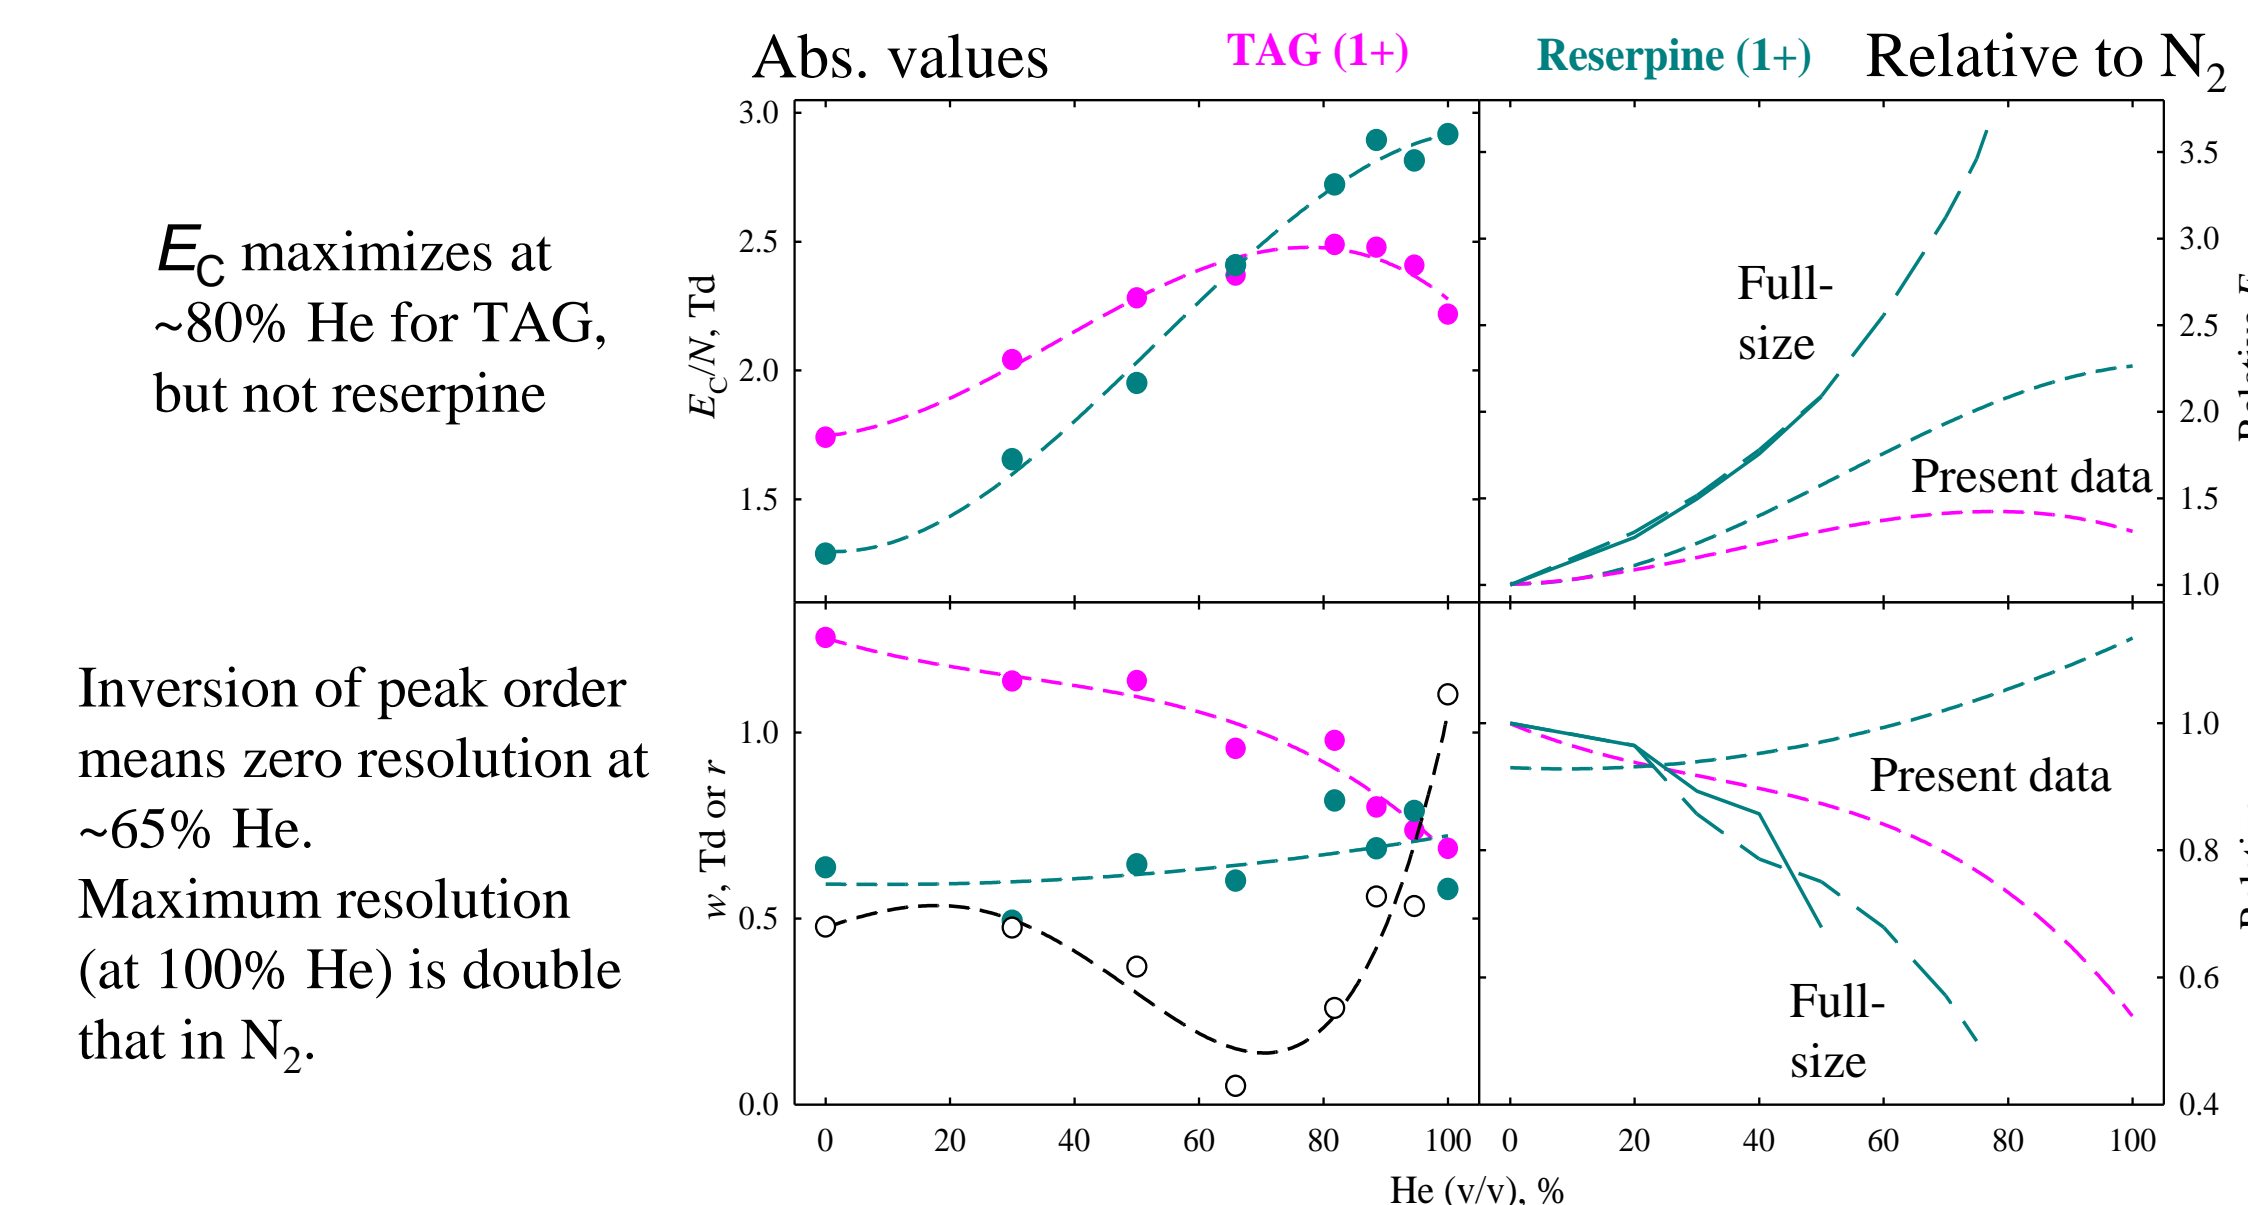 Abs. values
TAG (1+)
Reserpine (1+)
Relative to N₂
E_C maximizes at
~80% He for TAG,
but not reserpine
Inversion of peak order
means zero resolution at
~65% He.
Maximum resolution
(at 100% He) is double
that in N₂.
E_C/N, Td
3.0
2.5
2.0
1.5
Full-
size
Present data
3.5
3.0
2.5
2.0
1.5
1.0
w, Td or r
1.0
0.5
0.0
Present data
Full-
size
1.0
0.8
0.6
0.4
0 20 40 60 80 100
0 20 40 60 80 100
He (v/v), %